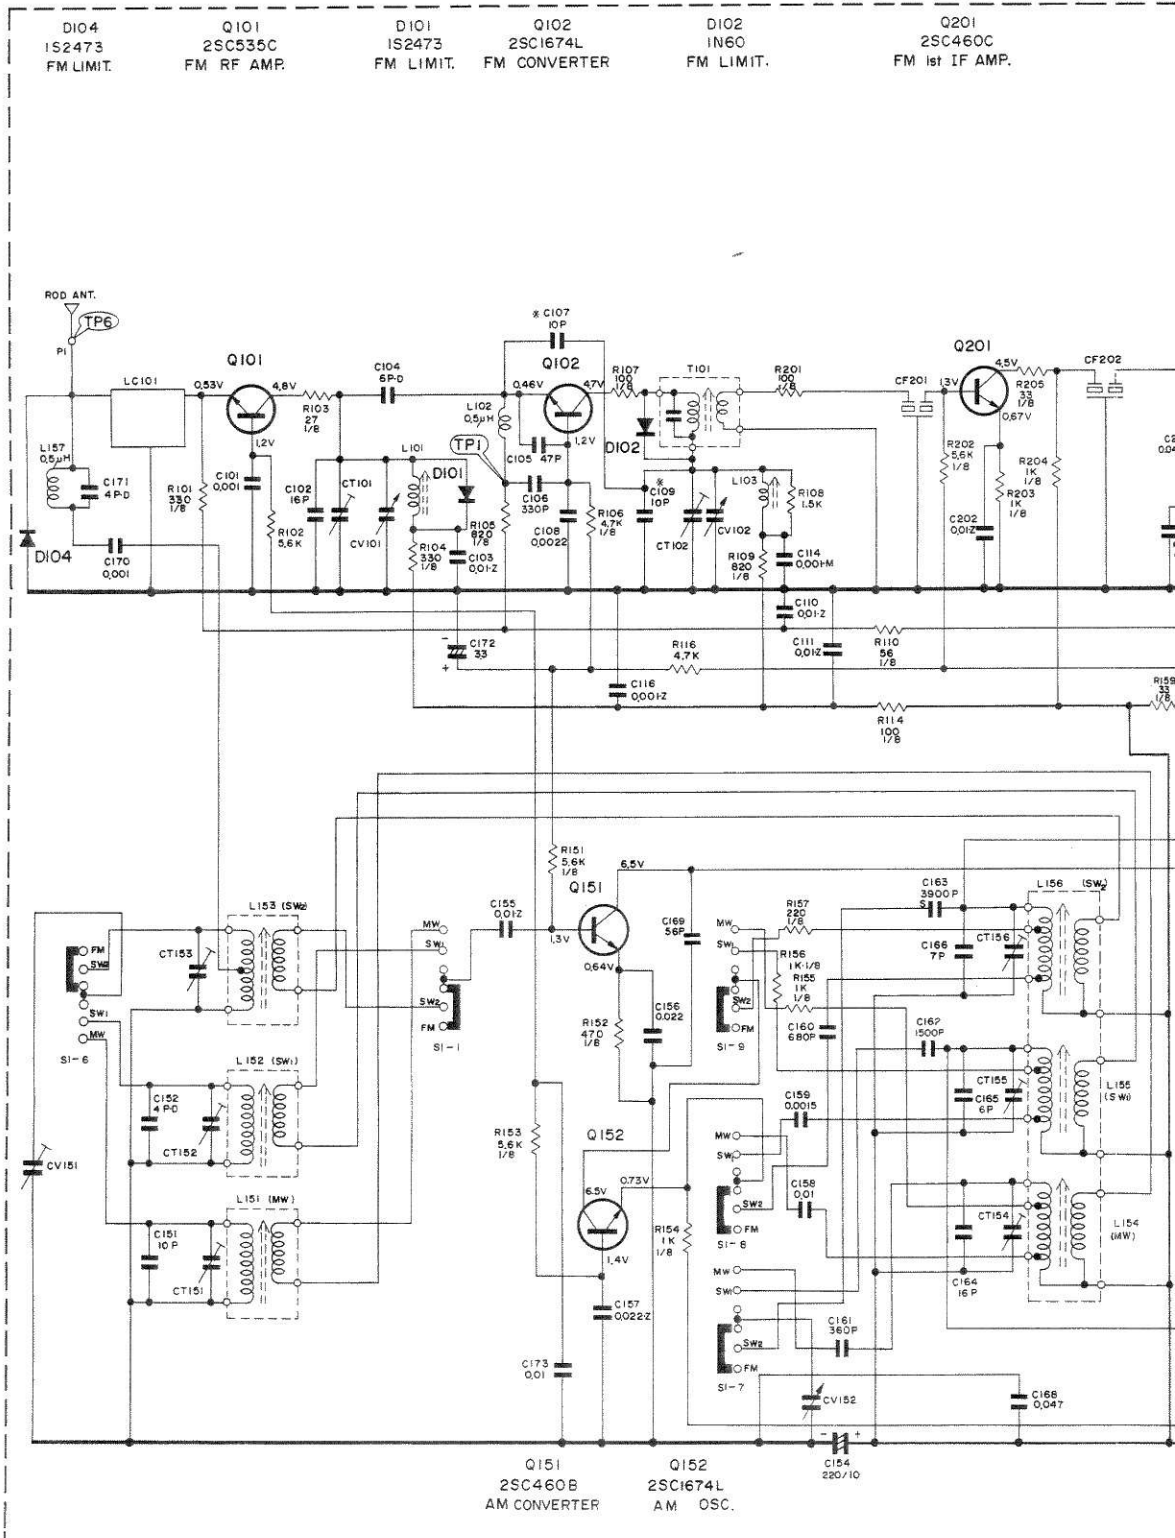 D104
1S2473
FM LIMIT.
Q101
2SC535C
FM RF AMP.
D101
1S2473
FM LIMIT.
Q102
2SC1674L
FM CONVERTER
D102
1N60
FM LIMIT.
Q201
2SC460C
FM 1st IF AMP.
ROD ANT.
TP6
P1
Q101
LC101
0,53V
4,8V
1,2V
L157
0,5μH
C171
4P-D
D104
C170
0,001
R101
330
1/8
C101
0,001
R102
5,6K
R103
27
1/8
C102
16P
CT101
CV101
C104
6P-D
L101
D101
R104
330
1/8
R105
820
1/8
C103
0,01-Z
C172
33
-
+
※ C107
10P
Q102
0,46V
4,7V
1,2V
L102
0,5μH
TP1
C105
47P
C106
330P
C108
0,0022
R106
4,7K
1/8
R107
100
1/8
D102
T101
※
C109
10P
CT102
CV102
L103
R108
1.5K
R109
820
1/8
C114
0,001-M
C110
0,01-Z
C111
0,01Z
R201
100
1/8
CF201
Q201
4,5V
1,3V
0,67V
R202
5,6K
1/8
C202
0,01-Z
R203
1K
1/8
R204
1K
1/8
R205
33
1/8
CF202
C2
0,04
R116
4,7K
C116
0,001-Z
R110
56
1/8
R114
100
1/8
R159
33
1/8
R151
5,6K
1/8
Q151
6,5V
1,3V
0,64V
C155
0,01-Z
C169
56P
R152
470
1/8
C156
0.022
L153 (SW2)
CT153
FM
SW2
SW1
MW
S1-6
L152 (SW1)
C152
4P-D
CT152
L151 (MW)
C151
10P
CT151
CV151
MW
SW1
SW2
FM
S1-1
R153
5,6K
1/8
Q152
6.5V
0.73V
1,4V
R154
1K
1/8
C157
0,022-Z
C173
0,01
MW
SW1
SW2
FM
S1-9
R157
220
1/8
R156
1K-1/8
R155
1K
1/8
C160
680P
C159
0.0015
C158
0,01
MW
SW1
SW2
FM
S1-8
MW
SW1
SW2
FM
S1-7
C161
360P
CV152
C163
3900P
S
C166
7P
CT156
L156
(SW2)
C162
1500P
CT155
C165
6P
L155
(SW1)
CT154
C164
16P
L154
(MW)
C168
0.047
-
+
C154
220/10
Q151
2SC460B
AM CONVERTER
Q152
2SC1674L
AM OSC.